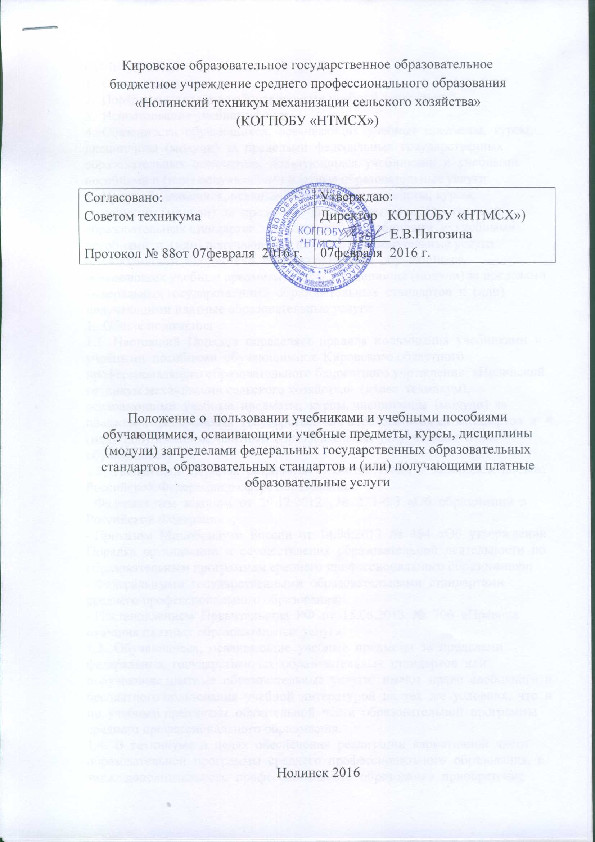 Кировское образовательное государственное образовательное
бюджетное учреждение среднего профессионального образования
«Нолинский техникум механизации сельского хозяйства»
(КОГПОБУ «НТМСХ»)
Согласовано:
Советом техникума
Протокол № 88от 07февраля 2016 г.
Утверждаю:
Директор КОГПОБУ «НТМСХ»)
Е.В.Пигозина
07февраля 2016 г.
КОГПОБУ
"НТМСХ"
Положение о пользовании учебниками и учебными пособиями
обучающимися, осваивающими учебные предметы, курсы, дисциплины
(модули) запределами федеральных государственных образовательных
стандартов, образовательных стандартов и (или) получающими платные
образовательные услуги
Нолинск 2016